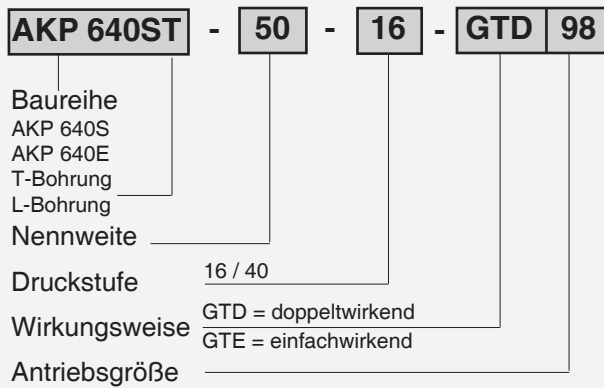 AKP 640ST - 50 - 16 - GTD 98
Baureihe
AKP 640S
AKP 640E
T-Bohrung
L-Bohrung
Nennweite
Druckstufe 16 / 40
Wirkungsweise GTD = doppeltwirkend
GTE = einfachwirkend
Antriebsgröße